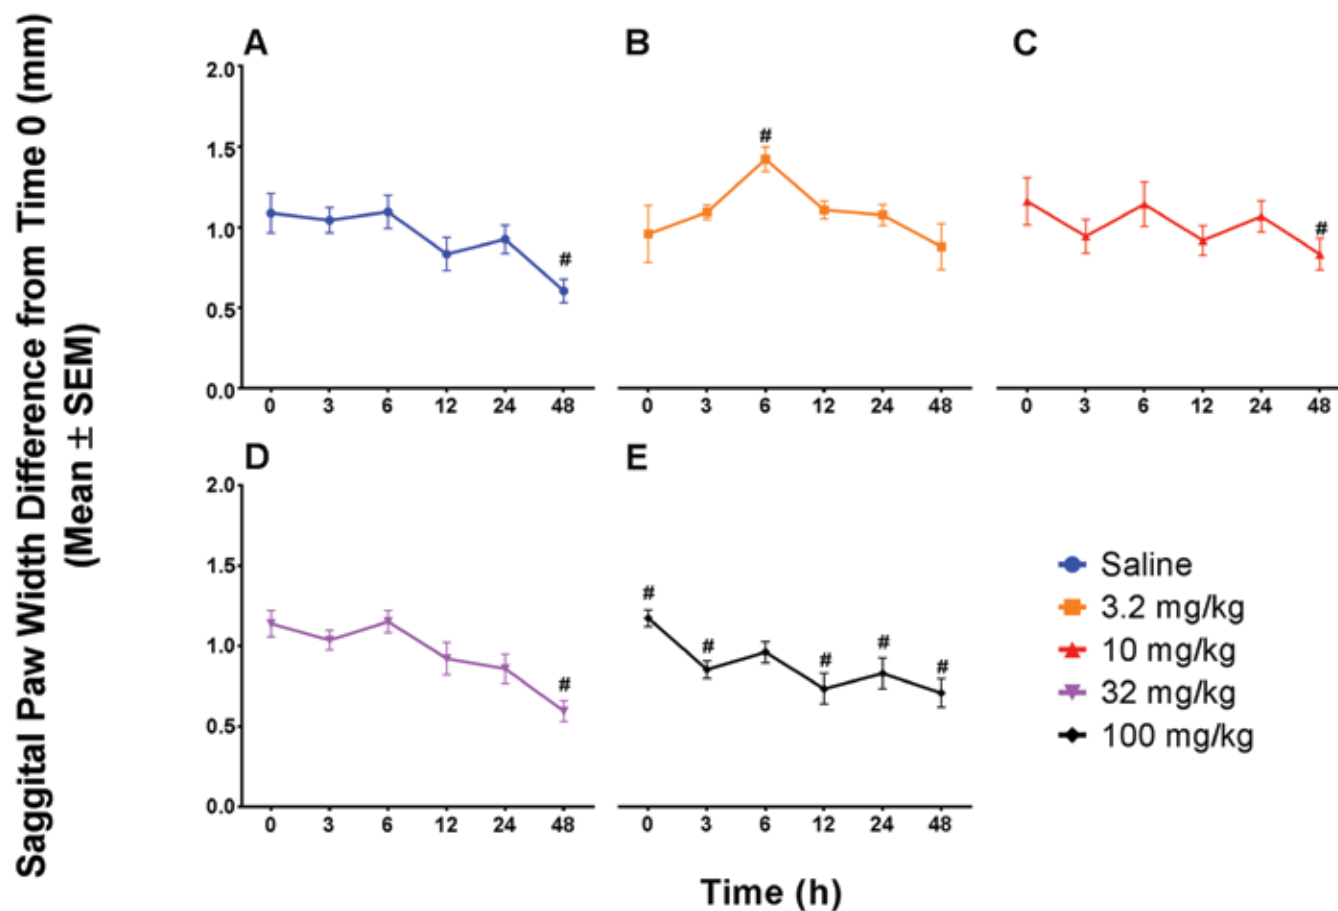 Saggital Paw Width Difference from Time 0 (mm)
(Mean ± SEM)
A
2.0
1.5
1.0
0.5
0.0
#
0 3 6 12 24 48
B
#
0 3 6 12 24 48
C
#
0 3 6 12 24 48
D
2.0
1.5
1.0
0.5
0.0
#
0 3 6 12 24 48
E
# # # # #
0 3 6 12 24 48
Saline
3.2 mg/kg
10 mg/kg
32 mg/kg
100 mg/kg
Time (h)